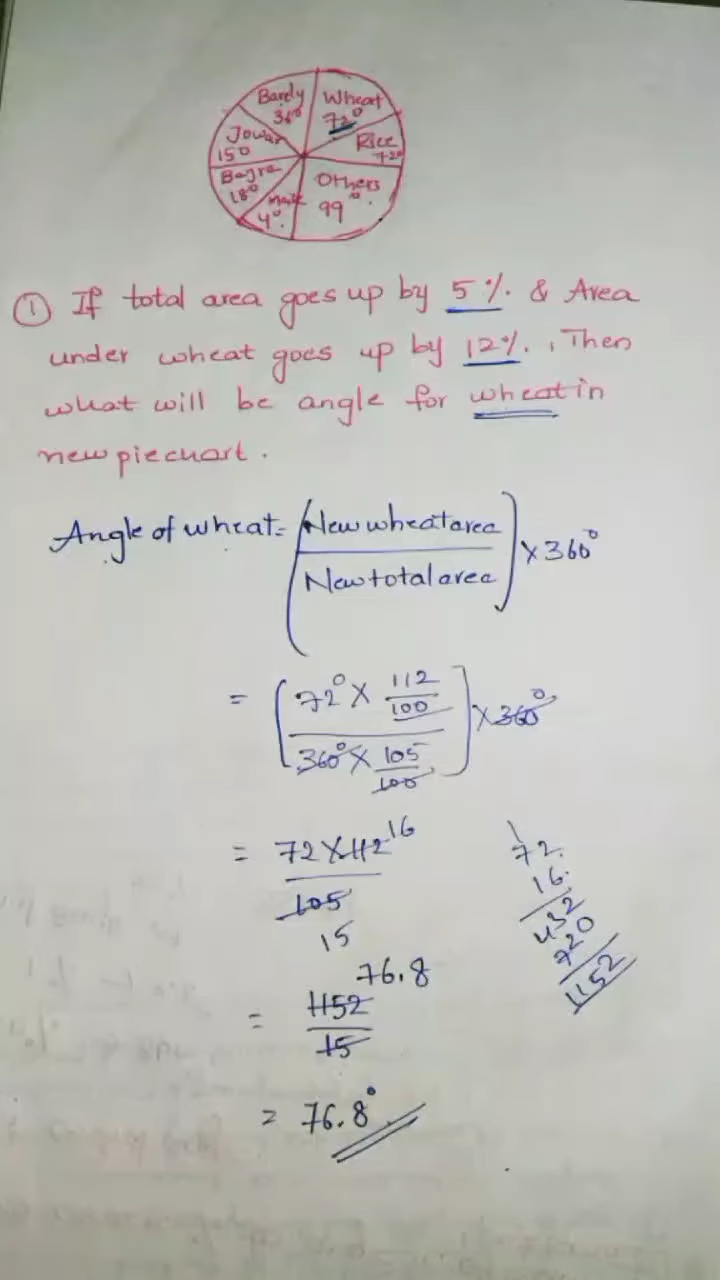 Barely
36°
Wheat
72°
Jowar
150
Rice
72°
Bajra
18°
Others
99°.
maize
4°.
① If total area goes up by 5%. & Area
under wheat goes up by 12%., Then
what will be angle for wheat in
new piechart.
Angle of wheat = (New wheat area
New total area) × 360°
= (72° × 112/100
360° × 105/100) × 360°
= 72 × 112 16
105
15
72.
16.
432
720
1152
76.8
= 1152
15
= 76.8°